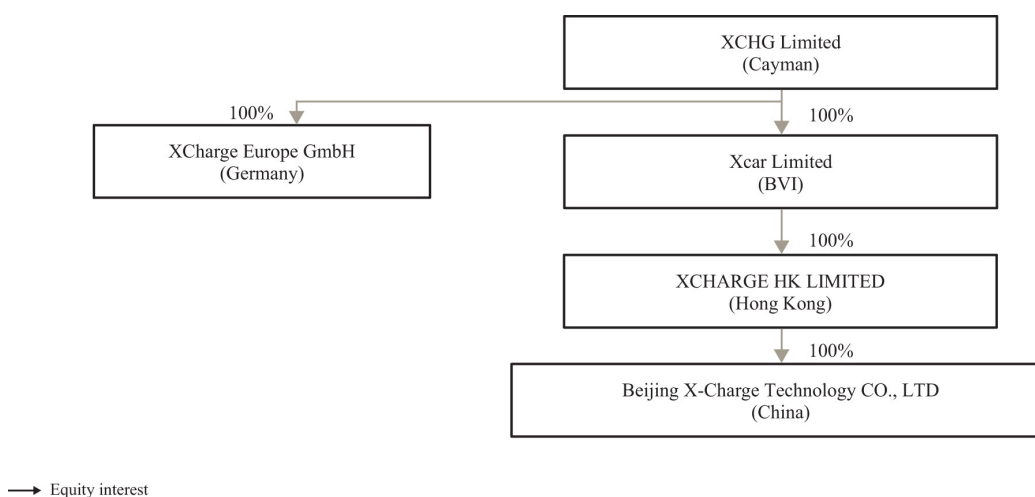 XCHG Limited
(Cayman)
100%
100%
XCharge Europe GmbH
(Germany)
Xcar Limited
(BVI)
100%
XCHARGE HK LIMITED
(Hong Kong)
100%
Beijing X-Charge Technology CO., LTD
(China)
Equity interest